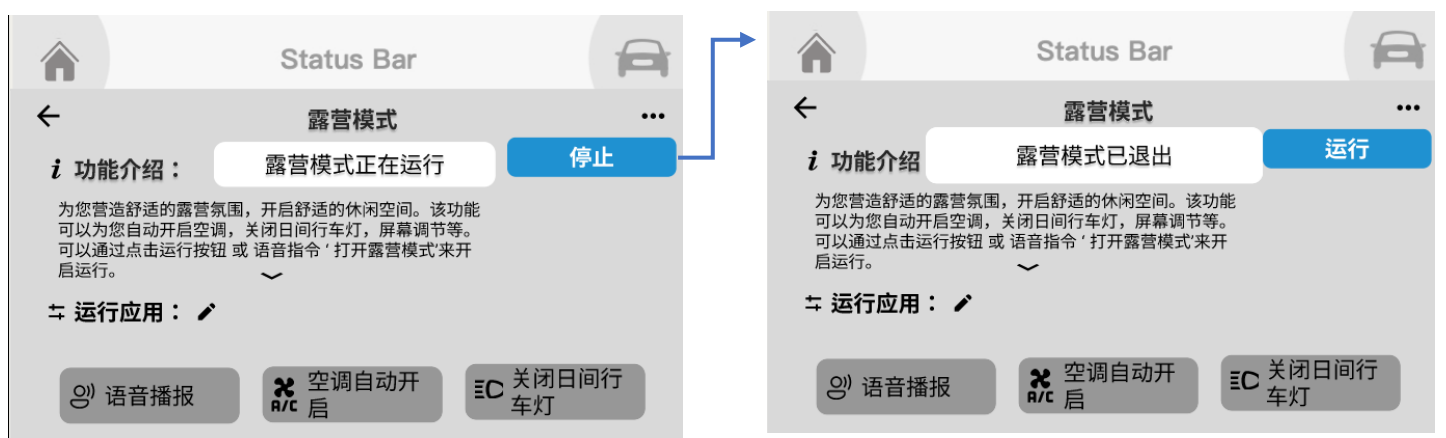 Status Bar
露营模式
i 功能介绍：
露营模式正在运行
停止
为您营造舒适的露营氛围，开启舒适的休闲空间。该功能
可以为您自动开启空调，关闭日间行车灯，屏幕调节等。
可以通过点击运行按钮 或 语音指令 ‘ 打开露营模式’来开
启运行。
运行应用：
语音播报
A/C
空调自动开
启
关闭日间行
车灯
Status Bar
露营模式
i 功能介绍
露营模式已退出
运行
为您营造舒适的露营氛围，开启舒适的休闲空间。该功能
可以为您自动开启空调，关闭日间行车灯，屏幕调节等。
可以通过点击运行按钮 或 语音指令 ‘ 打开露营模式’来开
启运行。
运行应用：
语音播报
A/C
空调自动开
启
关闭日间行
车灯